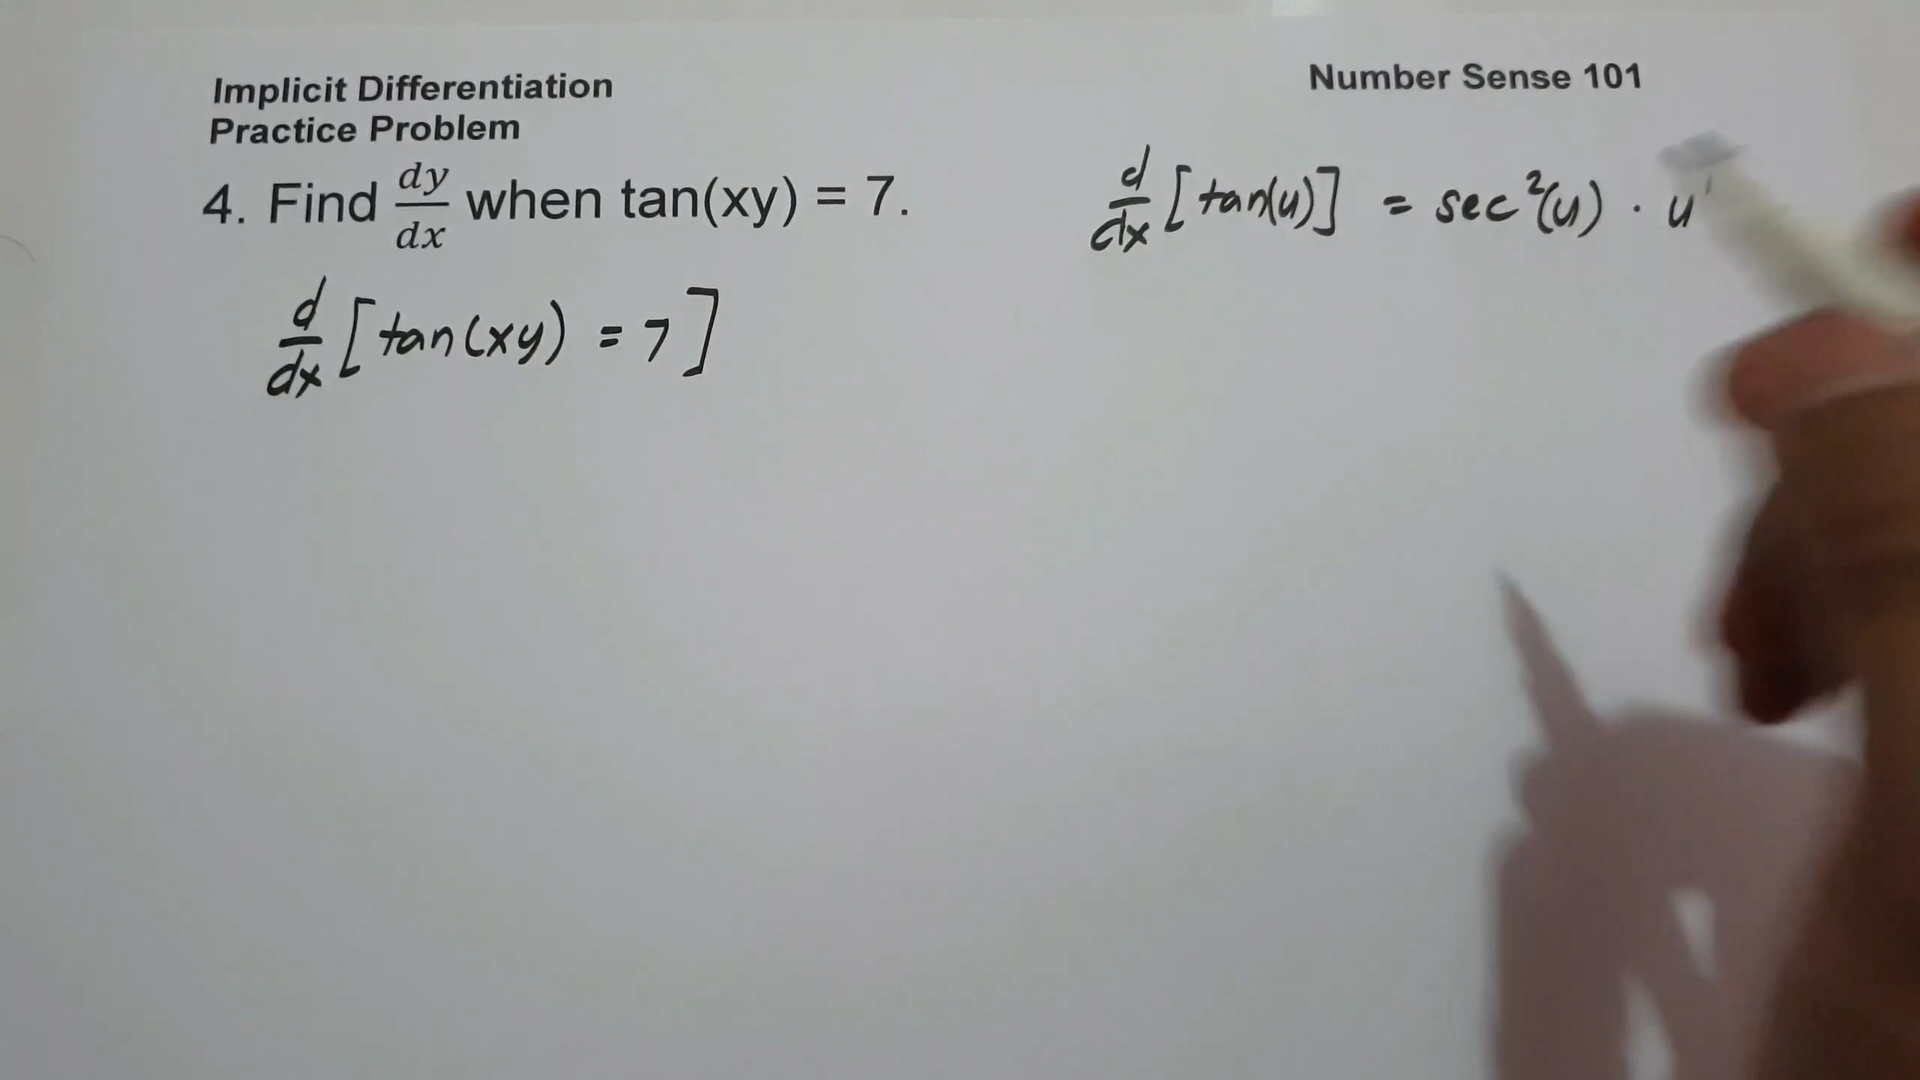 Implicit Differentiation
Practice Problem
Number Sense 101
4. Find dy/dx when tan(xy) = 7.
d/dx [tan(u)] = sec²(u) · u'
d/dx [tan(xy) = 7]